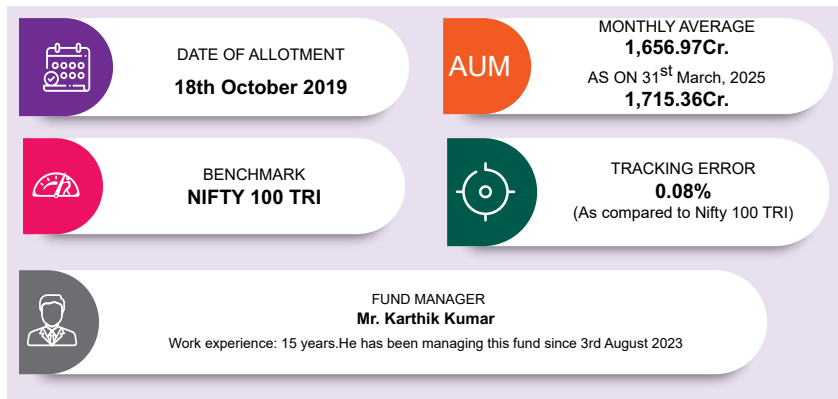 DATE OF ALLOTMENT
18th October 2019
AUM
MONTHLY AVERAGE
1,656.97Cr.
AS ON 31st March, 2025
1,715.36Cr.
BENCHMARK
NIFTY 100 TRI
TRACKING ERROR
0.08%
(As compared to Nifty 100 TRI)
FUND MANAGER
Mr. Karthik Kumar
Work experience: 15 years.He has been managing this fund since 3rd August 2023